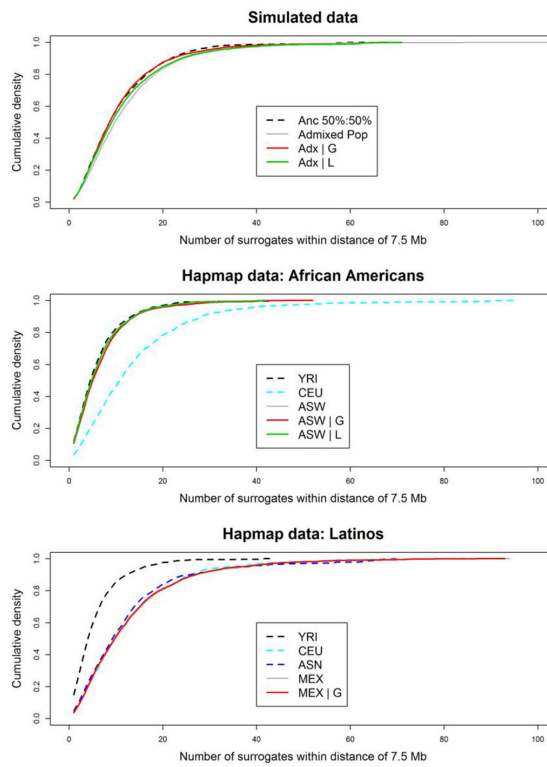 Simulated data
Cumulative density
1.0
0.8
0.6
0.4
0.2
0.0
Anc 50%:50%
Admixed Pop
Adx | G
Adx | L
0 20 40 60 80 100
Number of surrogates within distance of 7.5 Mb
Hapmap data: African Americans
Cumulative density
1.0
0.8
0.6
0.4
0.2
0.0
YRI
CEU
ASW
ASW | G
ASW | L
0 20 40 60 80 100
Number of surrogates within distance of 7.5 Mb
Hapmap data: Latinos
Cumulative density
1.0
0.8
0.6
0.4
0.2
0.0
YRI
CEU
ASN
MEX
MEX | G
0 20 40 60 80 100
Number of surrogates within distance of 7.5 Mb